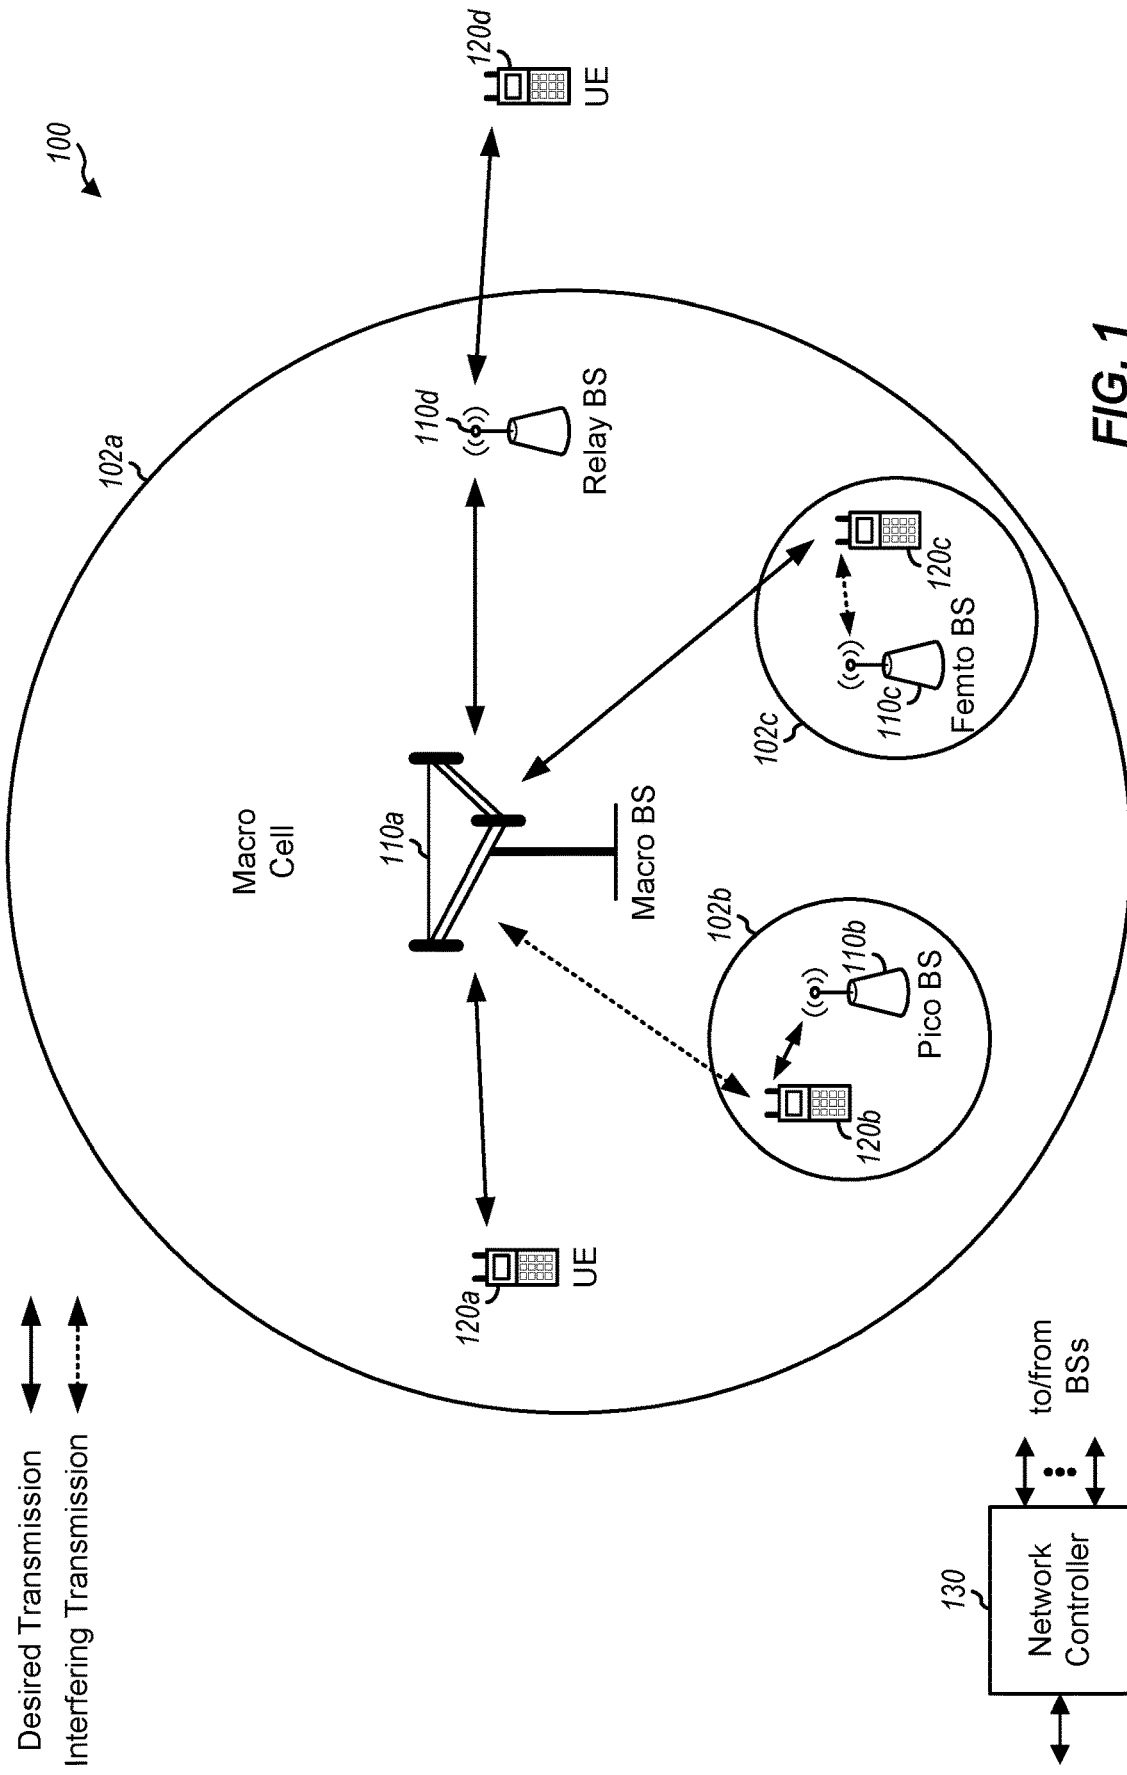 100
Desired Transmission
Interfering Transmission
102a
Macro
Cell
110a
110d
120d
UE
120a
UE
Macro BS
Relay BS
102b
120b
110b
Pico BS
102c
110c
Femto BS
120c
130
Network
Controller
to/from
BSs
FIG. 1